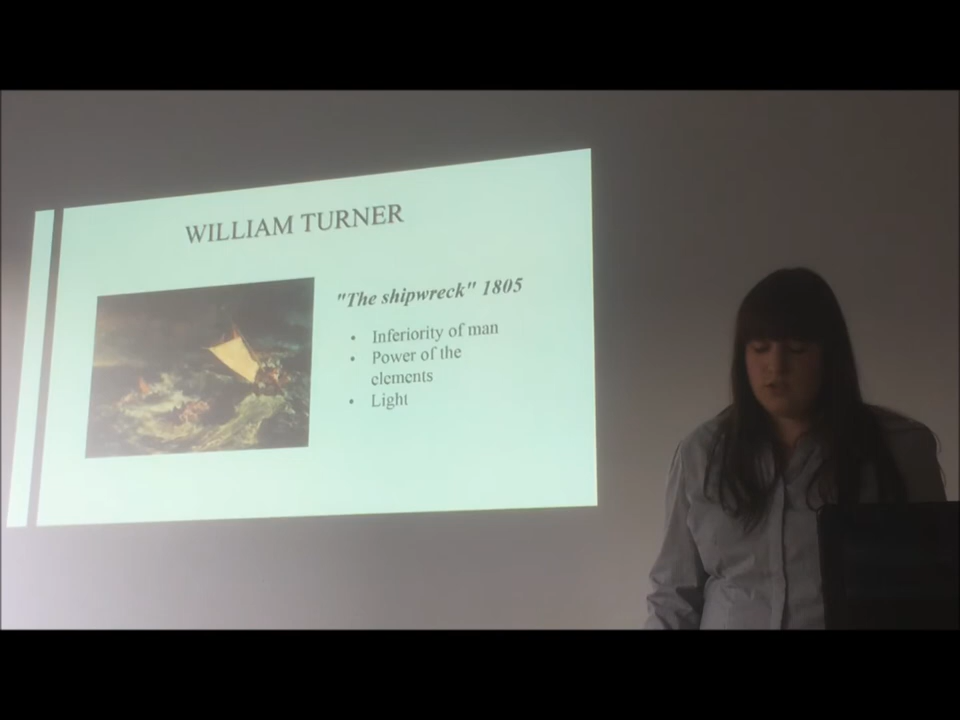 WILLIAM TURNER
"The shipwreck" 1805
• Inferiority of man
• Power of the
elements
• Light